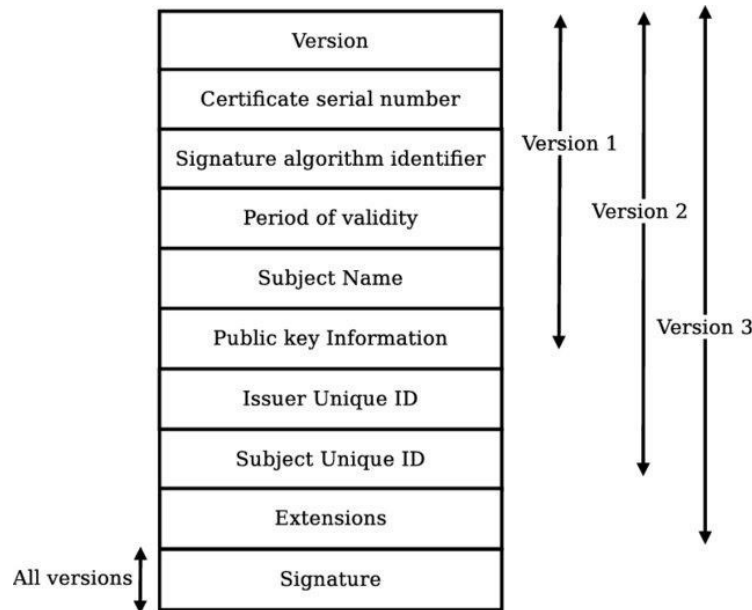 Version
Certificate serial number
Signature algorithm identifier
Version 1
Period of validity
Version 2
Subject Name
Public key Information
Version 3
Issuer Unique ID
Subject Unique ID
Extensions
All versions
Signature